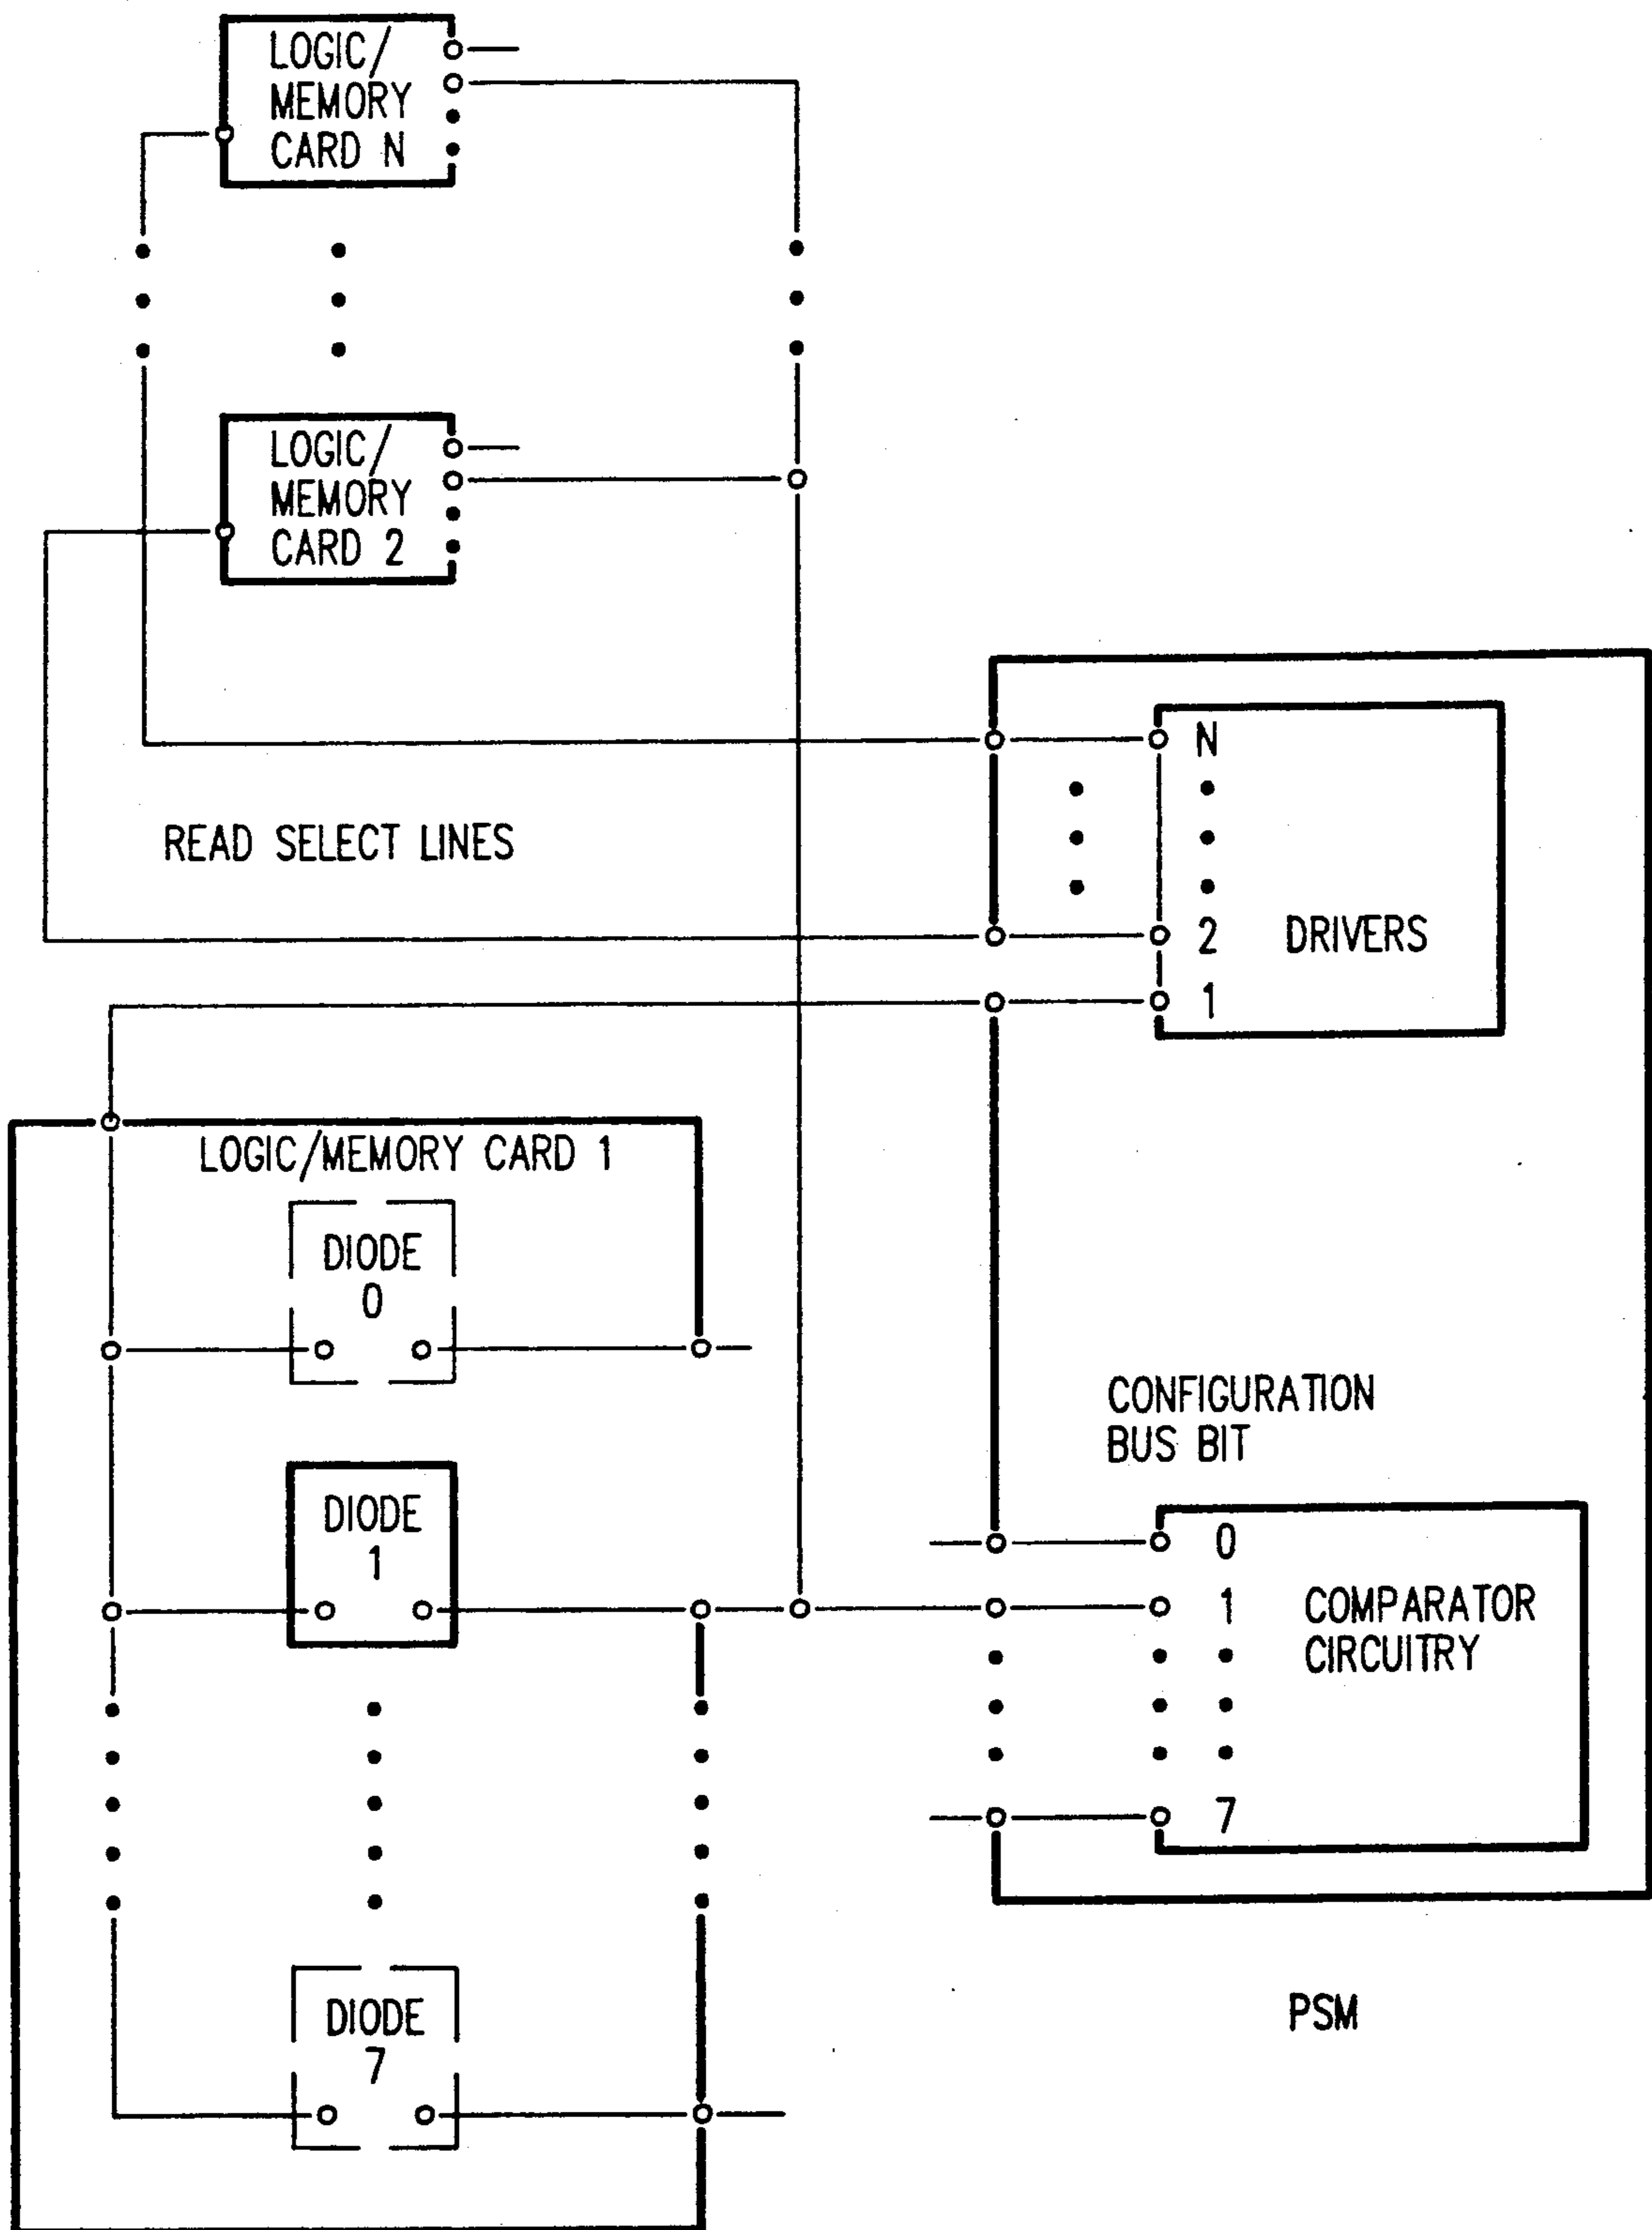 LOGIC/
MEMORY
CARD N
LOGIC/
MEMORY
CARD 2
READ SELECT LINES
N
2
DRIVERS
1
LOGIC/MEMORY CARD 1
DIODE
0
DIODE
1
DIODE
7
CONFIGURATION
BUS BIT
0
1
COMPARATOR
CIRCUITRY
7
PSM